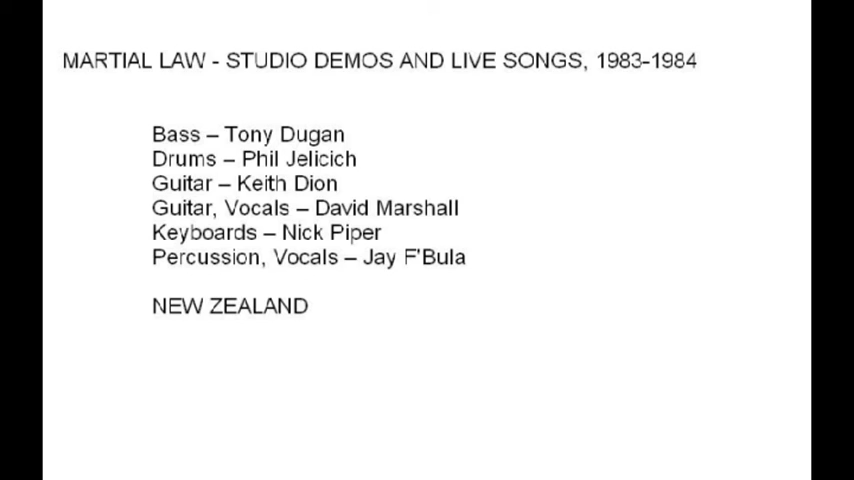 MARTIAL LAW - STUDIO DEMOS AND LIVE SONGS, 1983-1984
Bass – Tony Dugan
Drums – Phil Jelicich
Guitar – Keith Dion
Guitar, Vocals – David Marshall
Keyboards – Nick Piper
Percussion, Vocals – Jay F'Bula
NEW ZEALAND